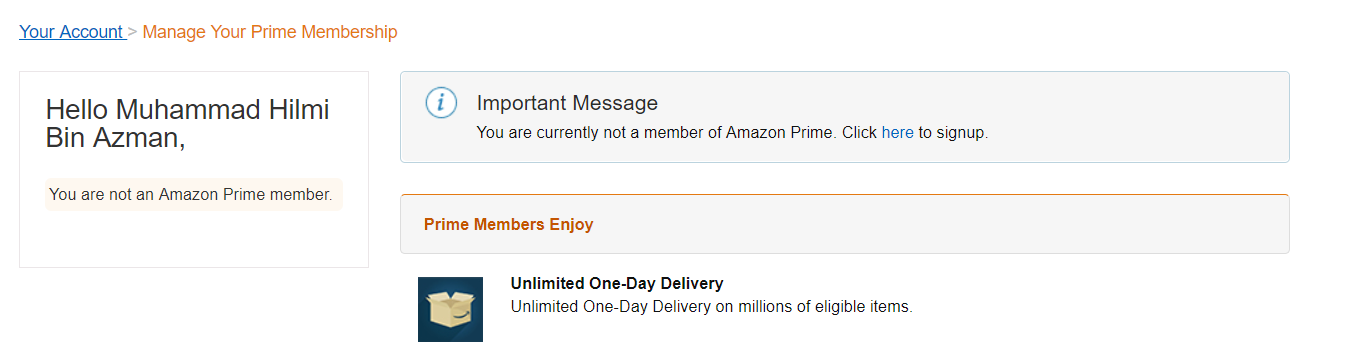 Your Account > Manage Your Prime Membership
Hello Muhammad Hilmi
Bin Azman,
You are not an Amazon Prime member.
Important Message
You are currently not a member of Amazon Prime. Click here to signup.
Prime Members Enjoy
Unlimited One-Day Delivery
Unlimited One-Day Delivery on millions of eligible items.